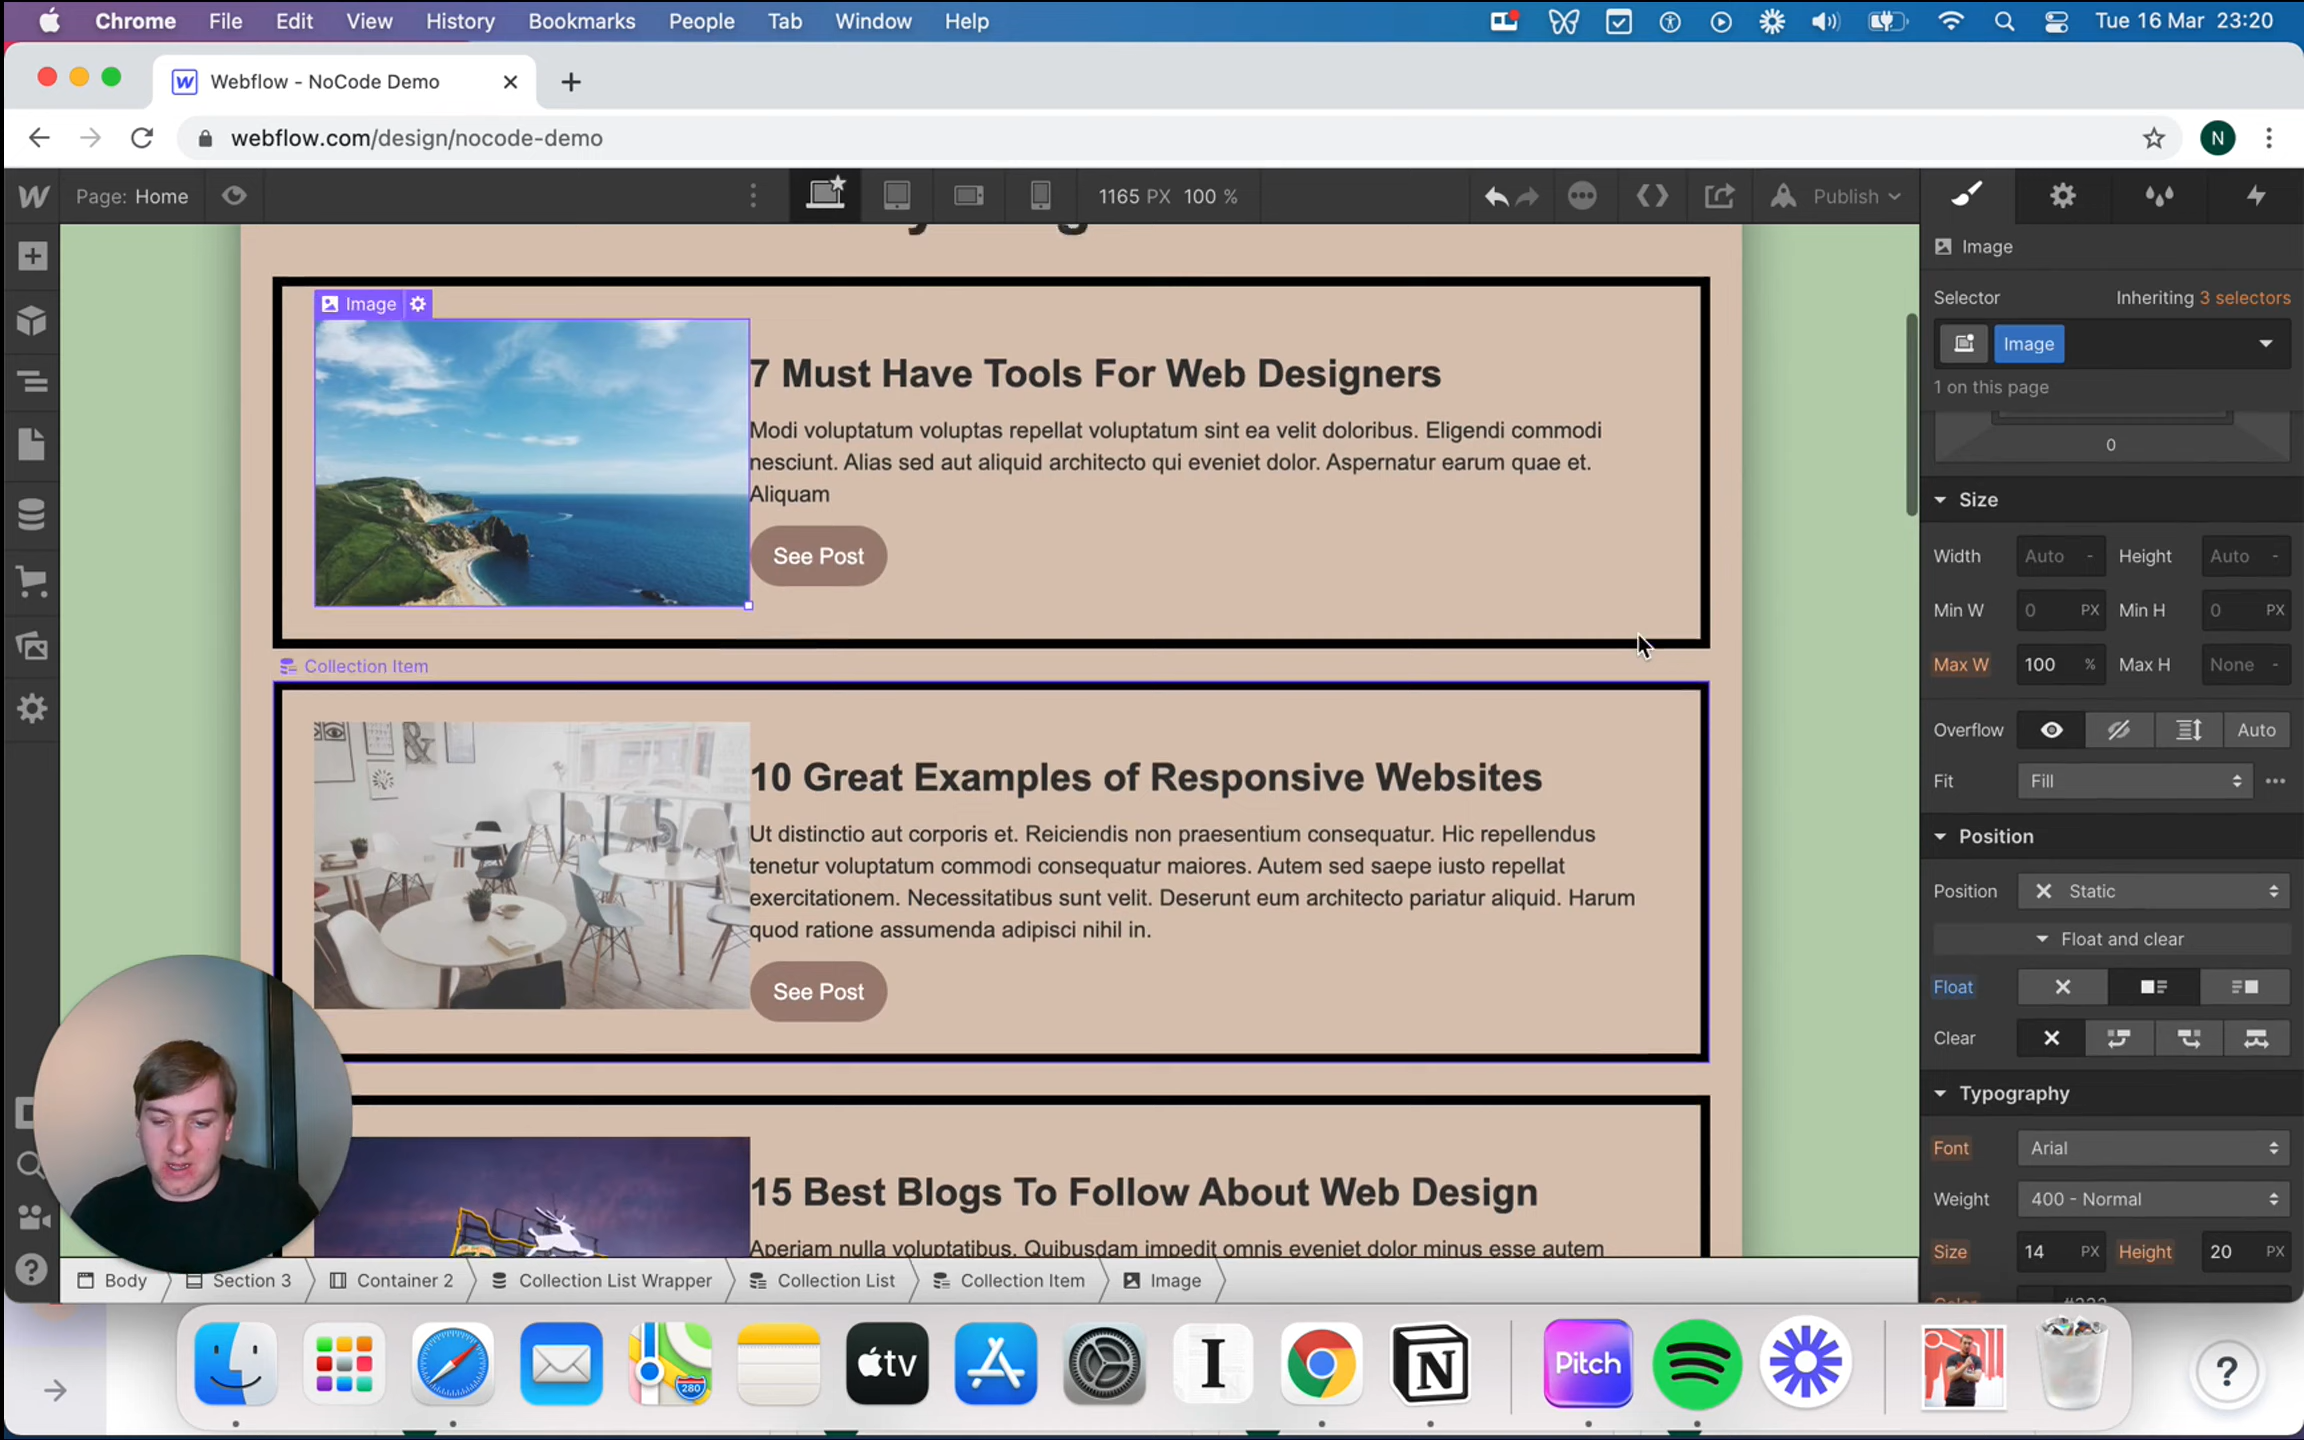 Chrome File Edit View History Bookmarks People Tab Window Help
Tue 16 Mar 23:20
Webflow - NoCode Demo
webflow.com/design/nocode-demo
N
Page: Home
1165 PX 100 %
Publish
Image
Image
7 Must Have Tools For Web Designers
Modi voluptatum voluptas repellat voluptatum sint ea velit doloribus. Eligendi commodi
nesciunt. Alias sed aut aliquid architecto qui eveniet dolor. Aspernatur earum quae et.
Aliquam
See Post
Collection Item
10 Great Examples of Responsive Websites
Ut distinctio aut corporis et. Reiciendis non praesentium consequatur. Hic repellendus
tenetur voluptatum commodi consequatur maiores. Autem sed saepe iusto repellat
exercitationem. Necessitatibus sunt velit. Deserunt eum architecto pariatur aliquid. Harum
quod ratione assumenda adipisci nihil in.
See Post
15 Best Blogs To Follow About Web Design
Aperiam nulla voluptatibus. Quibusdam impedit omnis eveniet dolor minus esse autem
Selector Inheriting 3 selectors
Image
1 on this page
0
Size
Width Auto - Height Auto -
Min W 0 PX Min H 0 PX
Max W 100 % Max H None -
Overflow Auto
Fit Fill
Position
Position Static
Float and clear
Float
Clear
Typography
Font Arial
Weight 400 - Normal
Size 14 PX Height 20 PX
Body Section 3 Container 2 Collection List Wrapper Collection List Collection Item Image
280
tv
I
N
Pitch
?